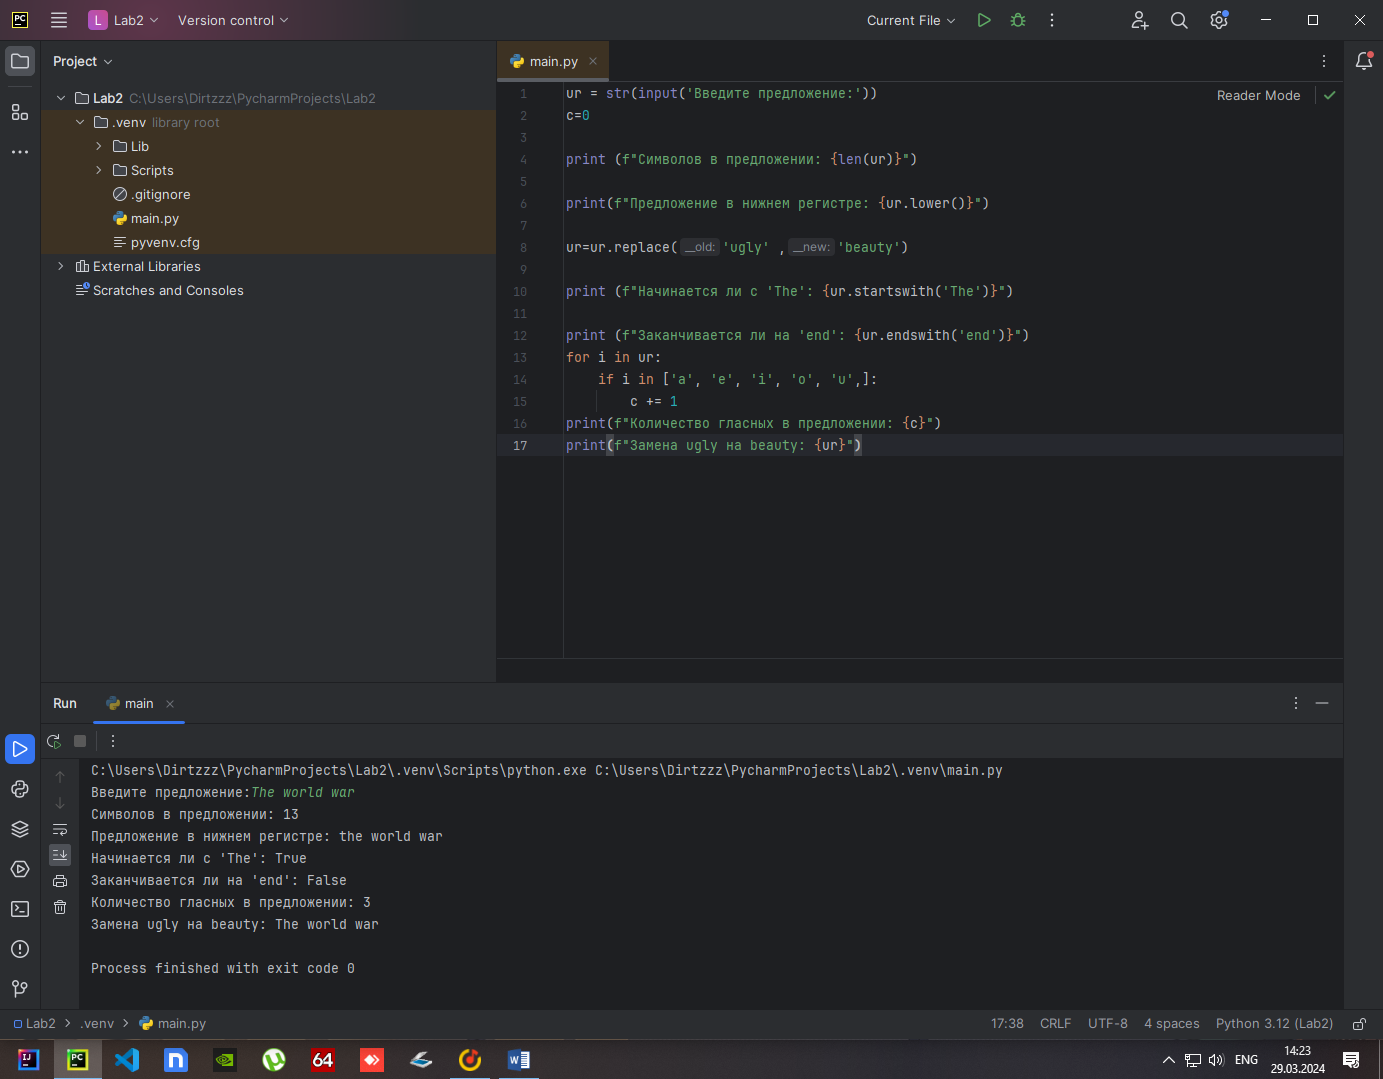 PC
L Lab2 Version control Current File
Project
main.py
Lab2 C:\Users\Dirtzzz\PycharmProjects\Lab2
.venv library root
Lib
Scripts
.gitignore
main.py
pyvenv.cfg
External Libraries
Scratches and Consoles
Reader Mode
1 ur = str(input('Введите предложение:'))
2 c=0
3
4 print (f"Символов в предложении: {len(ur)}")
5
6 print(f"Предложение в нижнем регистре: {ur.lower()}")
7
8 ur=ur.replace( __old: 'ugly' , __new: 'beauty')
9
10 print (f"Начинается ли с 'The': {ur.startswith('The')}")
11
12 print (f"Заканчивается ли на 'end': {ur.endswith('end')}")
13 for i in ur:
14 if i in ['a', 'e', 'i', 'o', 'u',]:
15 c += 1
16 print(f"Количество гласных в предложении: {c}")
17 print(f"Замена ugly на beauty: {ur}")
Run main
C:\Users\Dirtzzz\PycharmProjects\Lab2\.venv\Scripts\python.exe C:\Users\Dirtzzz\PycharmProjects\Lab2\.venv\main.py
Введите предложение:The world war
Символов в предложении: 13
Предложение в нижнем регистре: the world war
Начинается ли с 'The': True
Заканчивается ли на 'end': False
Количество гласных в предложении: 3
Замена ugly на beauty: The world war
Process finished with exit code 0
Lab2 > .venv > main.py 17:38 CRLF UTF-8 4 spaces Python 3.12 (Lab2)
IJ PC 64 W ENG 14:23
29.03.2024